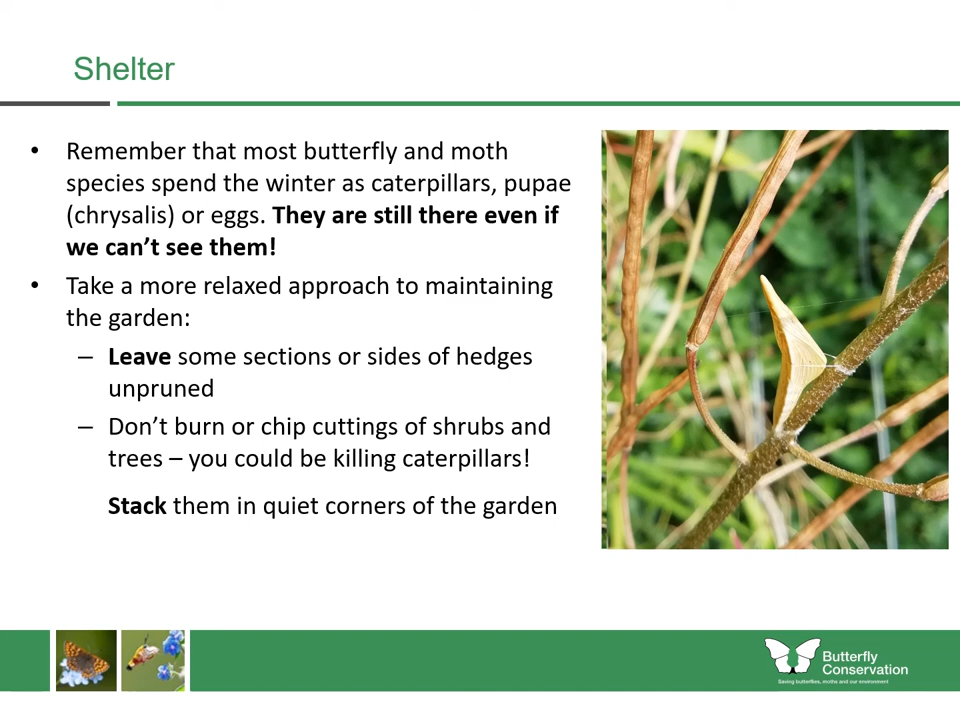 Shelter
• Remember that most butterfly and moth
species spend the winter as caterpillars, pupae
(chrysalis) or eggs. They are still there even if
we can’t see them!
• Take a more relaxed approach to maintaining
the garden:
– Leave some sections or sides of hedges
unpruned
– Don’t burn or chip cuttings of shrubs and
trees – you could be killing caterpillars!
Stack them in quiet corners of the garden
Butterfly
Conservation
Saving butterflies, moths and our environment